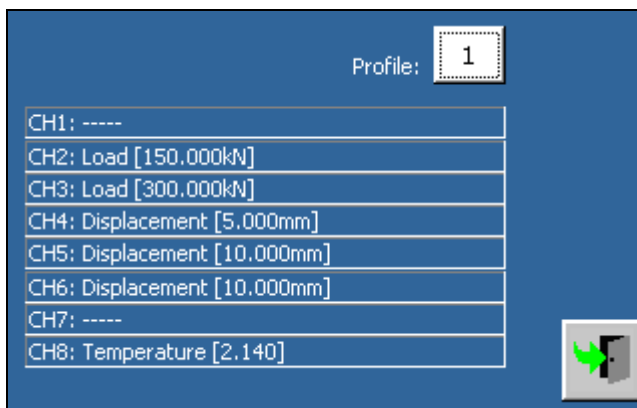 Profile: 1
CH1: -----
CH2: Load [150.000kN]
CH3: Load [300.000kN]
CH4: Displacement [5.000mm]
CH5: Displacement [10.000mm]
CH6: Displacement [10.000mm]
CH7: -----
CH8: Temperature [2.140]